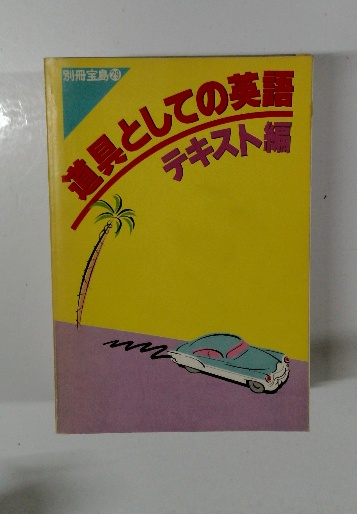 別冊宝島㉙
道具としての英語
テキスト編